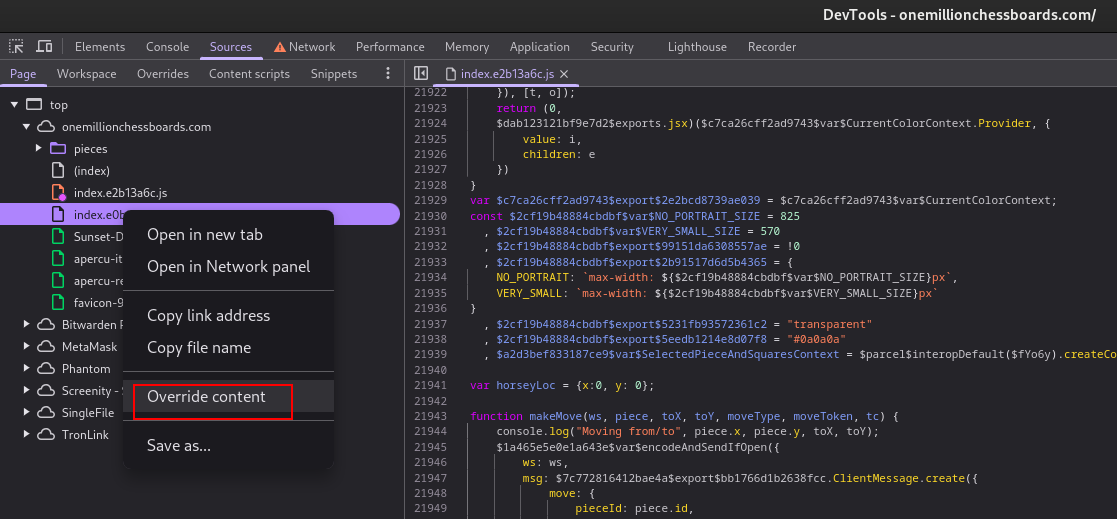 DevTools - onemillionchessboards.com/
Elements Console Sources Network Performance Memory Application Security Lighthouse Recorder
Page Workspace Overrides Content scripts Snippets
index.e2b13a6c.js
top
onemillionchessboards.com
pieces
(index)
index.e2b13a6c.js
index.e0b
Sunset-D
apercu-it
apercu-re
favicon-9
Bitwarden P
MetaMask
Phantom
Screenity -
SingleFile
TronLink
Open in new tab
Open in Network panel
Copy link address
Copy file name
Override content
Save as...
21922 }), [t, o]);
21923 return (0,
21924 $dab123121bf9e7d2$exports.jsx)($c7ca26cff2ad9743$var$CurrentColorContext.Provider, {
21925 value: i,
21926 children: e
21927 })
21928 }
21929 var $c7ca26cff2ad9743$export$2e2bcd8739ae039 = $c7ca26cff2ad9743$var$CurrentColorContext;
21930 const $2cf19b48884cbdbf$var$NO_PORTRAIT_SIZE = 825
21931 , $2cf19b48884cbdbf$var$VERY_SMALL_SIZE = 570
21932 , $2cf19b48884cbdbf$export$99151da6308557ae = !0
21933 , $2cf19b48884cbdbf$export$2b91517d6d5b4365 = {
21934 NO_PORTRAIT: `max-width: ${$2cf19b48884cbdbf$var$NO_PORTRAIT_SIZE}px`,
21935 VERY_SMALL: `max-width: ${$2cf19b48884cbdbf$var$VERY_SMALL_SIZE}px`
21936 }
21937 , $2cf19b48884cbdbf$export$5231fb93572361c2 = "transparent"
21938 , $2cf19b48884cbdbf$export$5eedb1214e8d07f8 = "#0a0a0a"
21939 , $a2d3bef833187ce9$var$SelectedPieceAndSquaresContext = $parcel$interopDefault($fYo6y).createCo
21940
21941 var horseyLoc = {x:0, y: 0};
21942
21943 function makeMove(ws, piece, toX, toY, moveType, moveToken, tc) {
21944 console.log("Moving from/to", piece.x, piece.y, toX, toY);
21945 $1a465e5e0e1a643e$var$encodeAndSendIfOpen({
21946 ws: ws,
21947 msg: $7c772816412bae4a$export$bb1766d1b2638fcc.ClientMessage.create({
21948 move: {
21949 pieceId: piece.id,